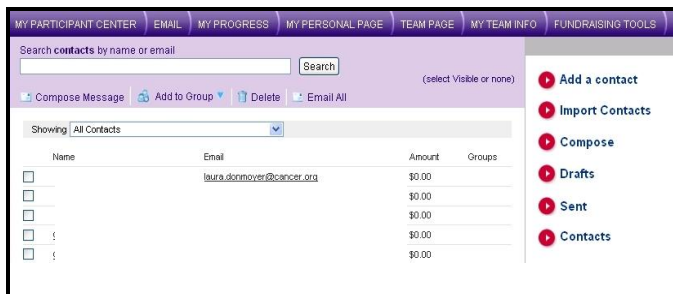 MY PARTICIPANT CENTER EMAIL MY PROGRESS MY PERSONAL PAGE TEAM PAGE MY TEAM INFO FUNDRAISING TOOLS
Search contacts by name or email
Search
(select Visible or none)
Compose Message Add to Group Delete Email All
Showing All Contacts
Name Email Amount Groups
laura.donmoyer@cancer.org $0.00
$0.00
$0.00
$0.00
$0.00
Add a contact
Import Contacts
Compose
Drafts
Sent
Contacts